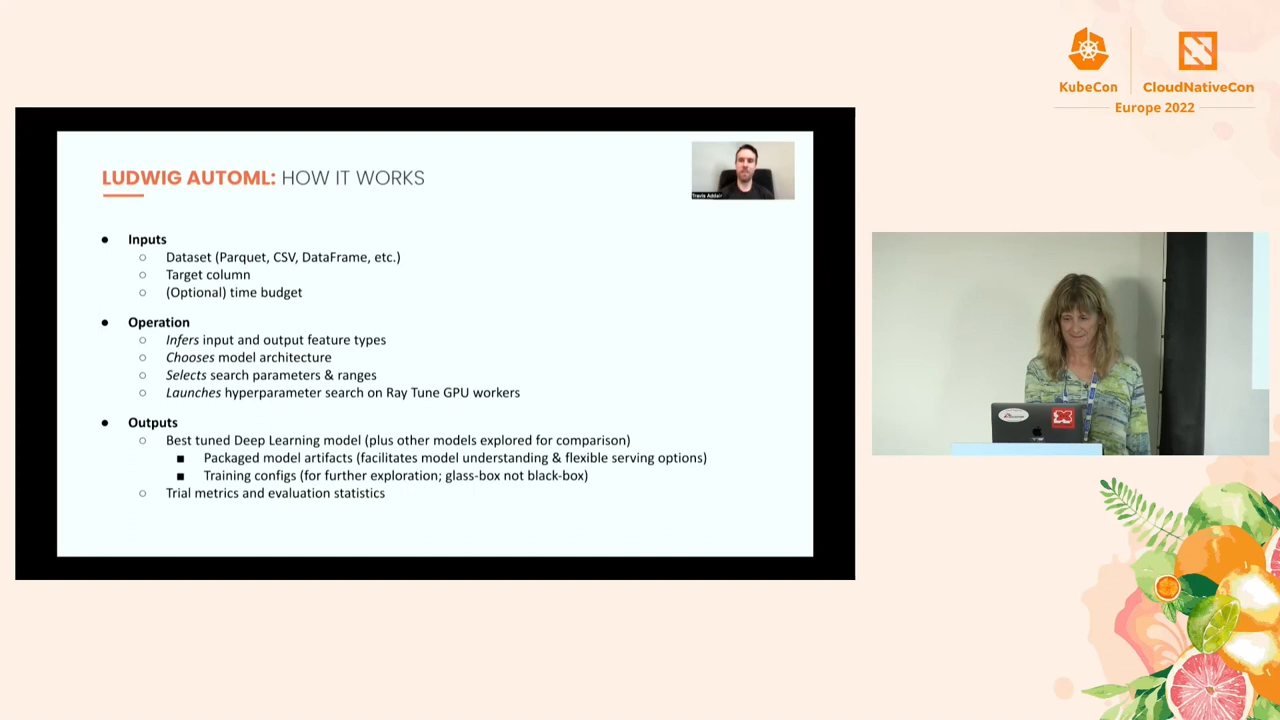 KubeCon
CloudNativeCon
Europe 2022
LUDWIG AUTOML: HOW IT WORKS
Travis Addair
● Inputs
○ Dataset (Parquet, CSV, DataFrame, etc.)
○ Target column
○ (Optional) time budget
● Operation
○ Infers input and output feature types
○ Chooses model architecture
○ Selects search parameters & ranges
○ Launches hyperparameter search on Ray Tune GPU workers
● Outputs
○ Best tuned Deep Learning model (plus other models explored for comparison)
■ Packaged model artifacts (facilitates model understanding & flexible serving options)
■ Training configs (for further exploration; glass-box not black-box)
○ Trial metrics and evaluation statistics